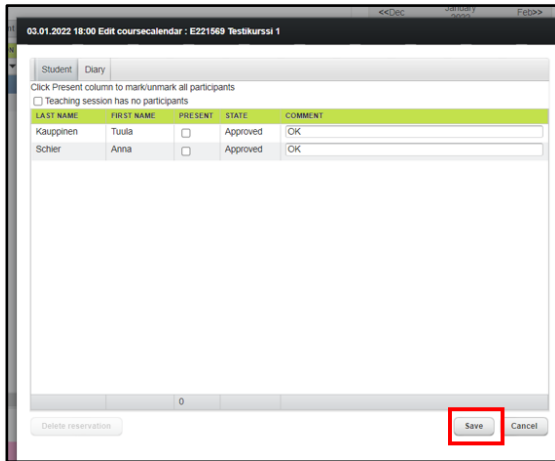 <<Dec January 2022 Feb>>
03.01.2022 18:00 Edit coursecalendar : E221569 Testikurssi 1
Student Diary
Click Present column to mark/unmark all participants
Teaching session has no participants
LAST NAME FIRST NAME PRESENT STATE COMMENT
Kauppinen Tuula Approved OK
Schier Anna Approved OK
0
Delete reservation Save Cancel